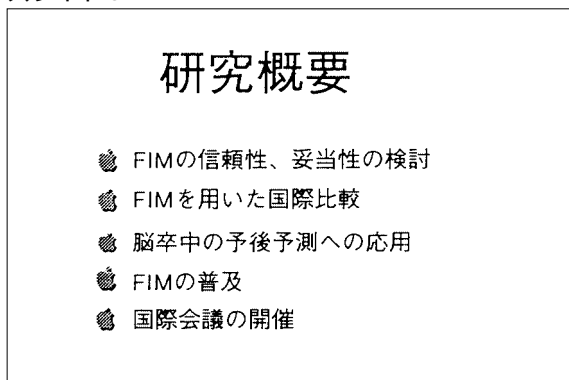 研究概要
FIMの信頼性、妥当性の検討
FIMを用いた国際比較
脳卒中の予後予測への応用
FIMの普及
国際会議の開催